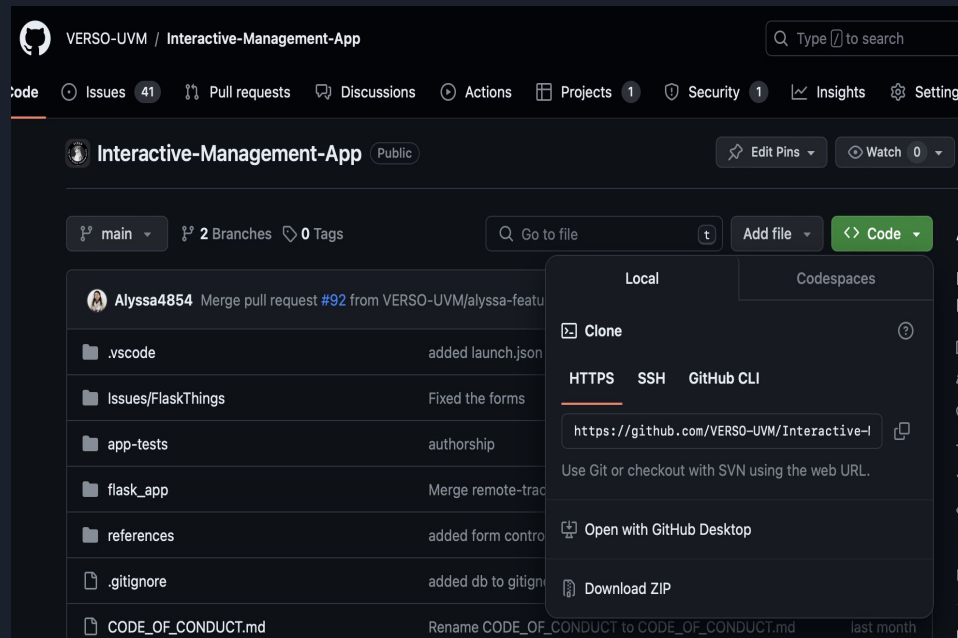 VERSO-UVM / Interactive-Management-App
Type / to search
Code Issues 41 Pull requests Discussions Actions Projects 1 Security 1 Insights Setting
Interactive-Management-App Public
Edit Pins Watch 0
main 2 Branches 0 Tags
Go to file t Add file <> Code
Local Codespaces
Alyssa4854 Merge pull request #92 from VERSO-UVM/alyssa-featu
Clone
.vscode added launch.json
HTTPS SSH GitHub CLI
Issues/FlaskThings Fixed the forms
https://github.com/VERSO-UVM/Interactive-
app-tests authorship
Use Git or checkout with SVN using the web URL.
flask_app Merge remote-trac
Open with GitHub Desktop
references added form contro
.gitignore added db to gitign
Download ZIP
CODE_OF_CONDUCT.md Rename CODE_OF_CONDUCT to CODE_OF_CONDUCT.md last month